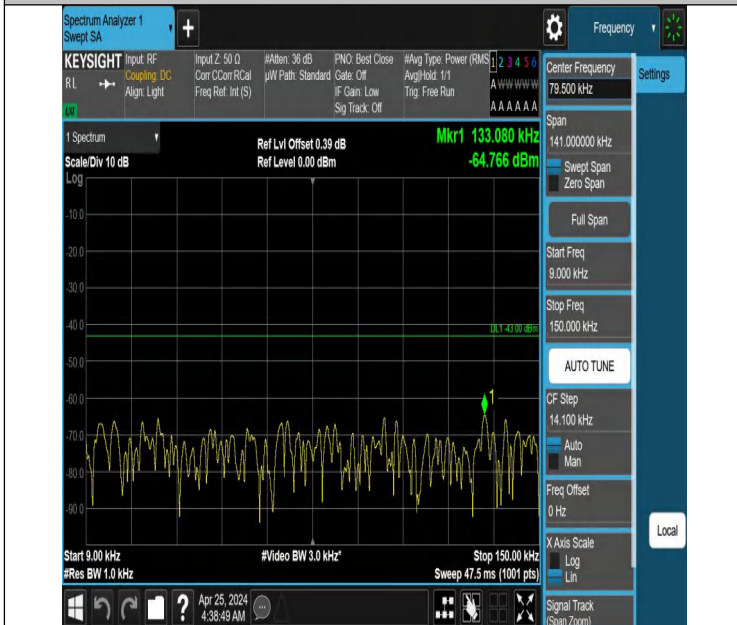 Spectrum Analyzer 1
Swept SA
+
Frequency
KEYSIGHT
RL
LXI
Input: RF
Coupling: DC
Align: Light
Input Z: 50 Ω
Corr CCorr RCal
Freq Ref: Int (S)
#Atten: 36 dB
µW Path: Standard
PNO: Best Close
Gate: Off
IF Gain: Low
Sig Track: Off
#Avg Type: Power (RMS
Avg|Hold: 1/1
Trig: Free Run
1 2 3 4 5 6
A W W W W W
A A A A A A
1 Spectrum
Scale/Div 10 dB
Log
Ref Lvl Offset 0.39 dB
Ref Level 0.00 dBm
Mkr1 133.080 kHz
-64.766 dBm
-10.0
-20.0
-30.0
-40.0
DL1 -43.00 dBm
-50.0
-60.0
1
-70.0
-80.0
-90.0
Start 9.00 kHz
#Res BW 1.0 kHz
#Video BW 3.0 kHz*
Stop 150.00 kHz
Sweep 47.5 ms (1001 pts)
?
Apr 25, 2024
4:38:49 AM
Center Frequency
79.500 kHz
Settings
Span
141.000000 kHz
Swept Span
Zero Span
Full Span
Start Freq
9.000 kHz
Stop Freq
150.000 kHz
AUTO TUNE
CF Step
14.100 kHz
Auto
Man
Freq Offset
0 Hz
Local
X Axis Scale
Log
Lin
Signal Track
(Span Zoom)